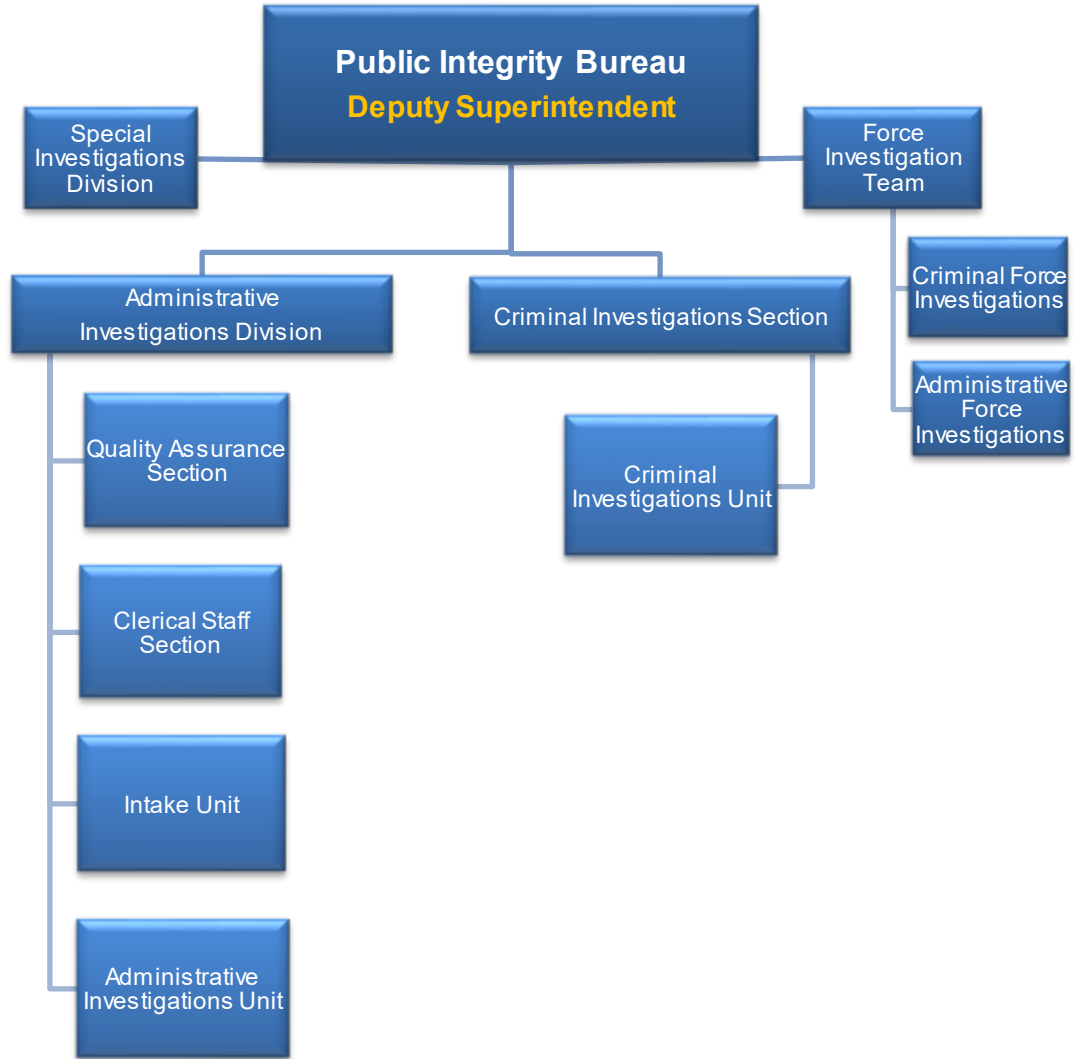 Public Integrity Bureau
Deputy Superintendent
Special
Investigations
Division
Force
Investigation
Team
Administrative
Investigations Division
Criminal Investigations Section
Criminal Force
Investigations
Administrative
Force
Investigations
Quality Assurance
Section
Criminal
Investigations Unit
Clerical Staff
Section
Intake Unit
Administrative
Investigations Unit